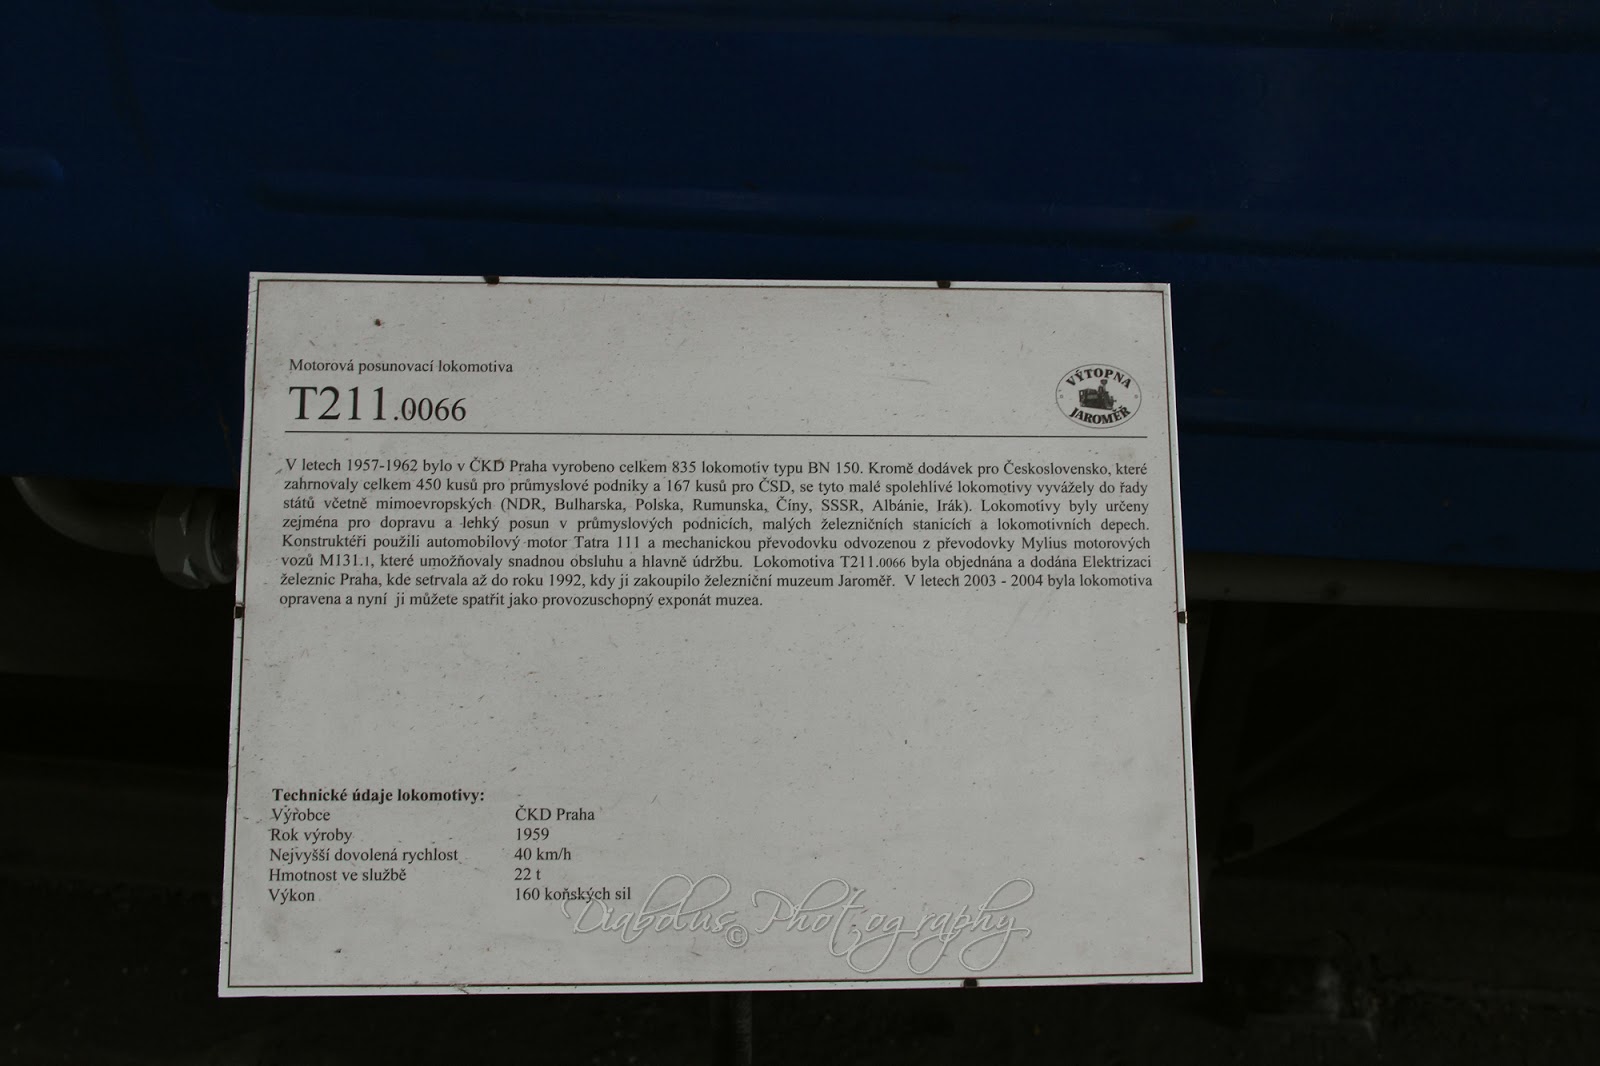 Motorová posunovací lokomotiva
T211.0066
VÝTOPNA
JAROMĚŘ
V letech 1957-1962 bylo v ČKD Praha vyrobeno celkem 835 lokomotiv typu BN 150. Kromě dodávek pro Československo, které
zahrnovaly celkem 450 kusů pro průmyslové podniky a 167 kusů pro ČSD, se tyto malé spolehlivé lokomotivy vyvážely do řady
států včetně mimoevropských (NDR, Bulharska, Polska, Rumunska, Číny, SSSR, Albánie, Irák). Lokomotivy byly určeny
zejména pro dopravu a lehký posun v průmyslových podnicích, malých železničních stanicích a lokomotivních depech.
Konstruktéři použili automobilový motor Tatra 111 a mechanickou převodovku odvozenou z převodovky Mylius motorových
vozů M131.1, které umožňovaly snadnou obsluhu a hlavně údržbu. Lokomotiva T211.0066 byla objednána a dodána Elektrizaci
železnic Praha, kde setrvala až do roku 1992, kdy ji zakoupilo železniční muzeum Jaroměř. V letech 2003 - 2004 byla lokomotiva
opravena a nyní ji můžete spatřit jako provozuschopný exponát muzea.
Technické údaje lokomotivy:
Výrobce ČKD Praha
Rok výroby 1959
Nejvyšší dovolená rychlost 40 km/h
Hmotnost ve službě 22 t
Výkon 160 koňských sil
Diabolus© Photography